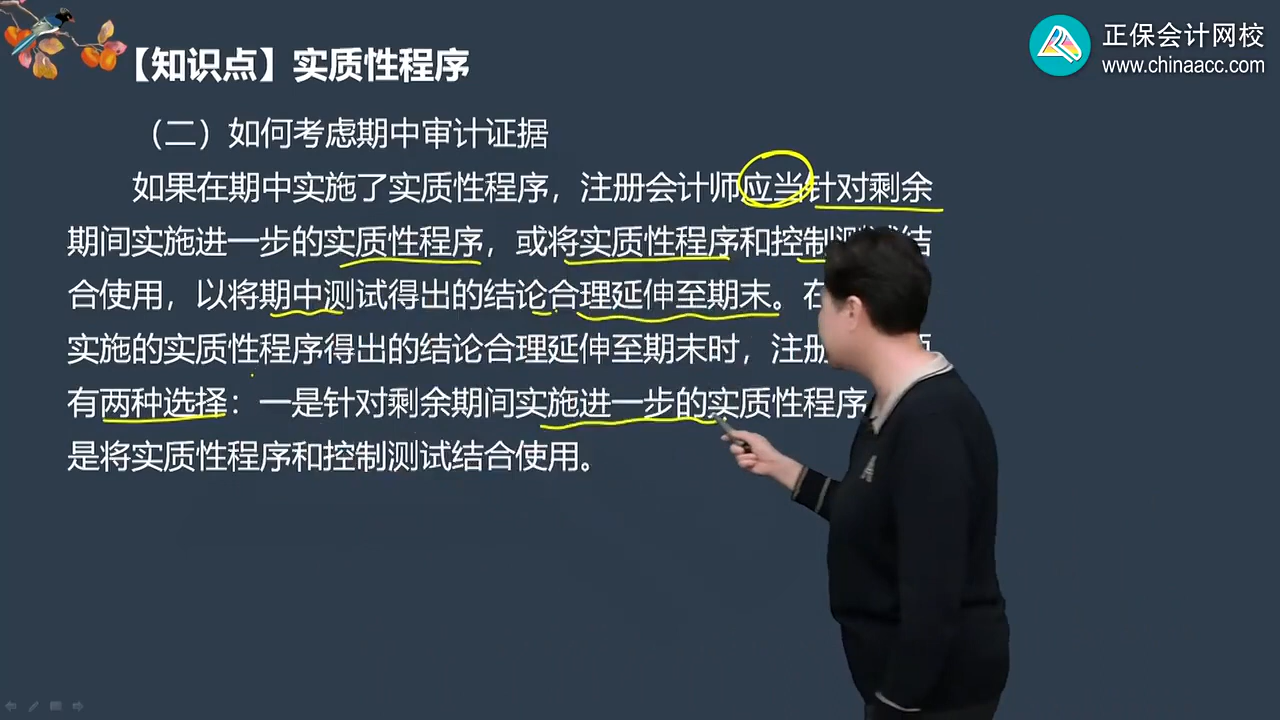 【知识点】实质性程序
正保会计网校
www.chinaacc.com
（二）如何考虑期中审计证据
如果在期中实施了实质性程序，注册会计师应当针对剩余
期间实施进一步的实质性程序，或将实质性程序和控制测试结
合使用，以将期中测试得出的结论合理延伸至期末。在
实施的实质性程序得出的结论合理延伸至期末时，注册
有两种选择：一是针对剩余期间实施进一步的实质性程序
是将实质性程序和控制测试结合使用。